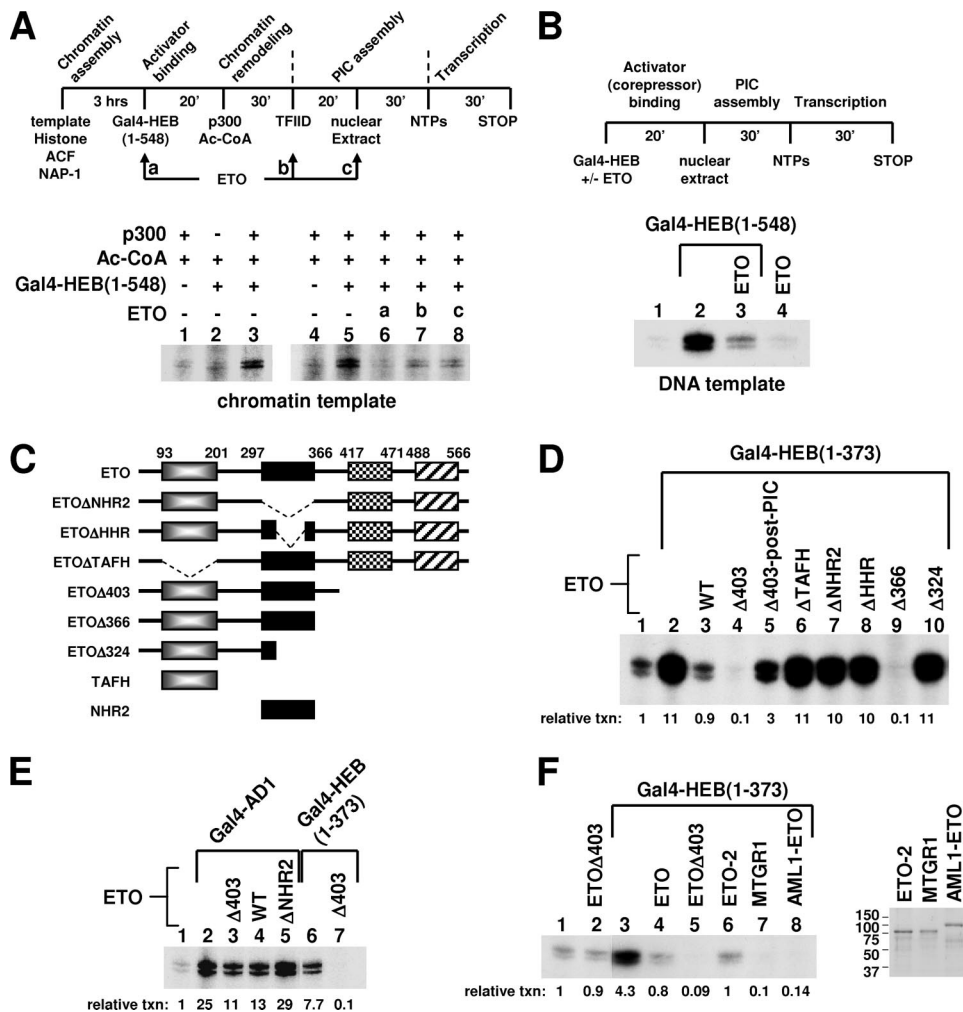 A
Chromatin assembly
Activator binding
Chromatin remodeling
PIC assembly
Transcription
3 hrs 20' 30' 20' 30' 30'
template Gal4-HEB p300 TFIID nuclear NTPs STOP
Histone (1-548) Ac-CoA Extract
ACF
NAP-1
a b c
ETO
p300 + - + + + + + +
Ac-CoA + + + + + + + +
Gal4-HEB(1-548) - + + - + + + +
ETO - - - - - a b c
1 2 3 4 5 6 7 8
chromatin template
B
Activator
(corepressor) PIC
binding assembly Transcription
20' 30' 30'
Gal4-HEB nuclear NTPs STOP
+/- ETO extract
Gal4-HEB(1-548)
ETO ETO
1 2 3 4
DNA template
C
93 201 297 366 417 471 488 566
ETO
ETOΔNHR2
ETOΔHHR
ETOΔTAFH
ETOΔ403
ETOΔ366
ETOΔ324
TAFH
NHR2
D
Gal4-HEB(1-373)
ETO
WT Δ403 Δ403-post-PIC ΔTAFH ΔNHR2 ΔHHR Δ366 Δ324
1 2 3 4 5 6 7 8 9 10
relative txn: 1 11 0.9 0.1 3 11 10 10 0.1 11
E
Gal4-AD1
Gal4-HEB
(1-373)
ETO
Δ403 WT ΔNHR2 Δ403
1 2 3 4 5 6 7
relative txn: 1 25 11 13 29 7.7 0.1
F
Gal4-HEB(1-373)
ETOΔ403 ETO ETOΔ403 ETO-2 MTGR1 AML1-ETO
1 2 3 4 5 6 7 8
relative txn: 1 0.9 4.3 0.8 0.09 1 0.1 0.14
ETO-2 MTGR1 AML1-ETO
150
100
75
50
37